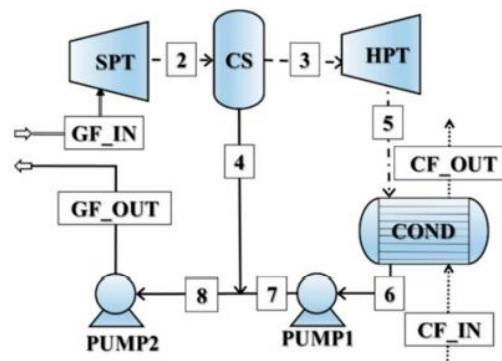 SPT
2
CS
3
HPT
GF_IN
5
4
CF_OUT
GF_OUT
COND
8
7
6
PUMP2
PUMP1
CF_IN